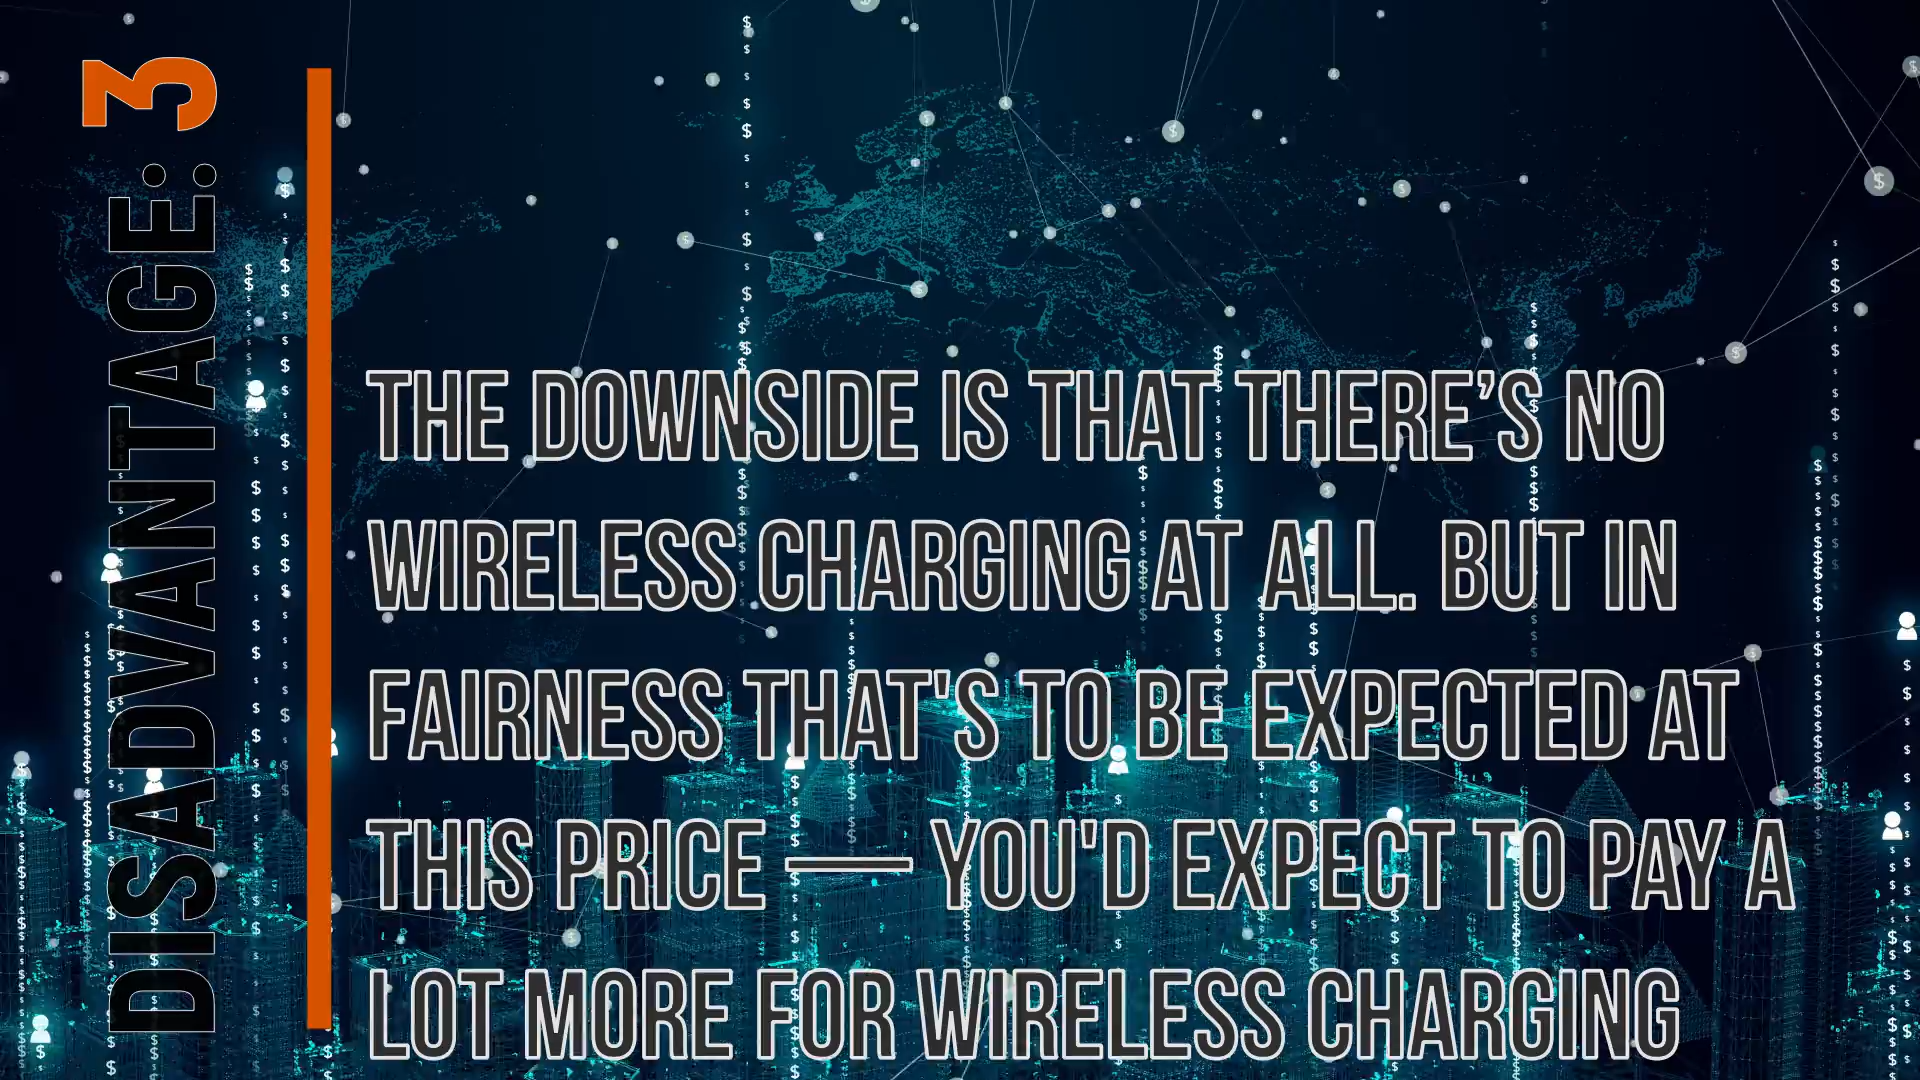 DISADVANTAGE: 3
THE DOWNSIDE IS THAT THERE’S NO
WIRELESS CHARGING AT ALL. BUT IN
FAIRNESS THAT'S TO BE EXPECTED AT
THIS PRICE — YOU'D EXPECT TO PAY A
LOT MORE FOR WIRELESS CHARGING